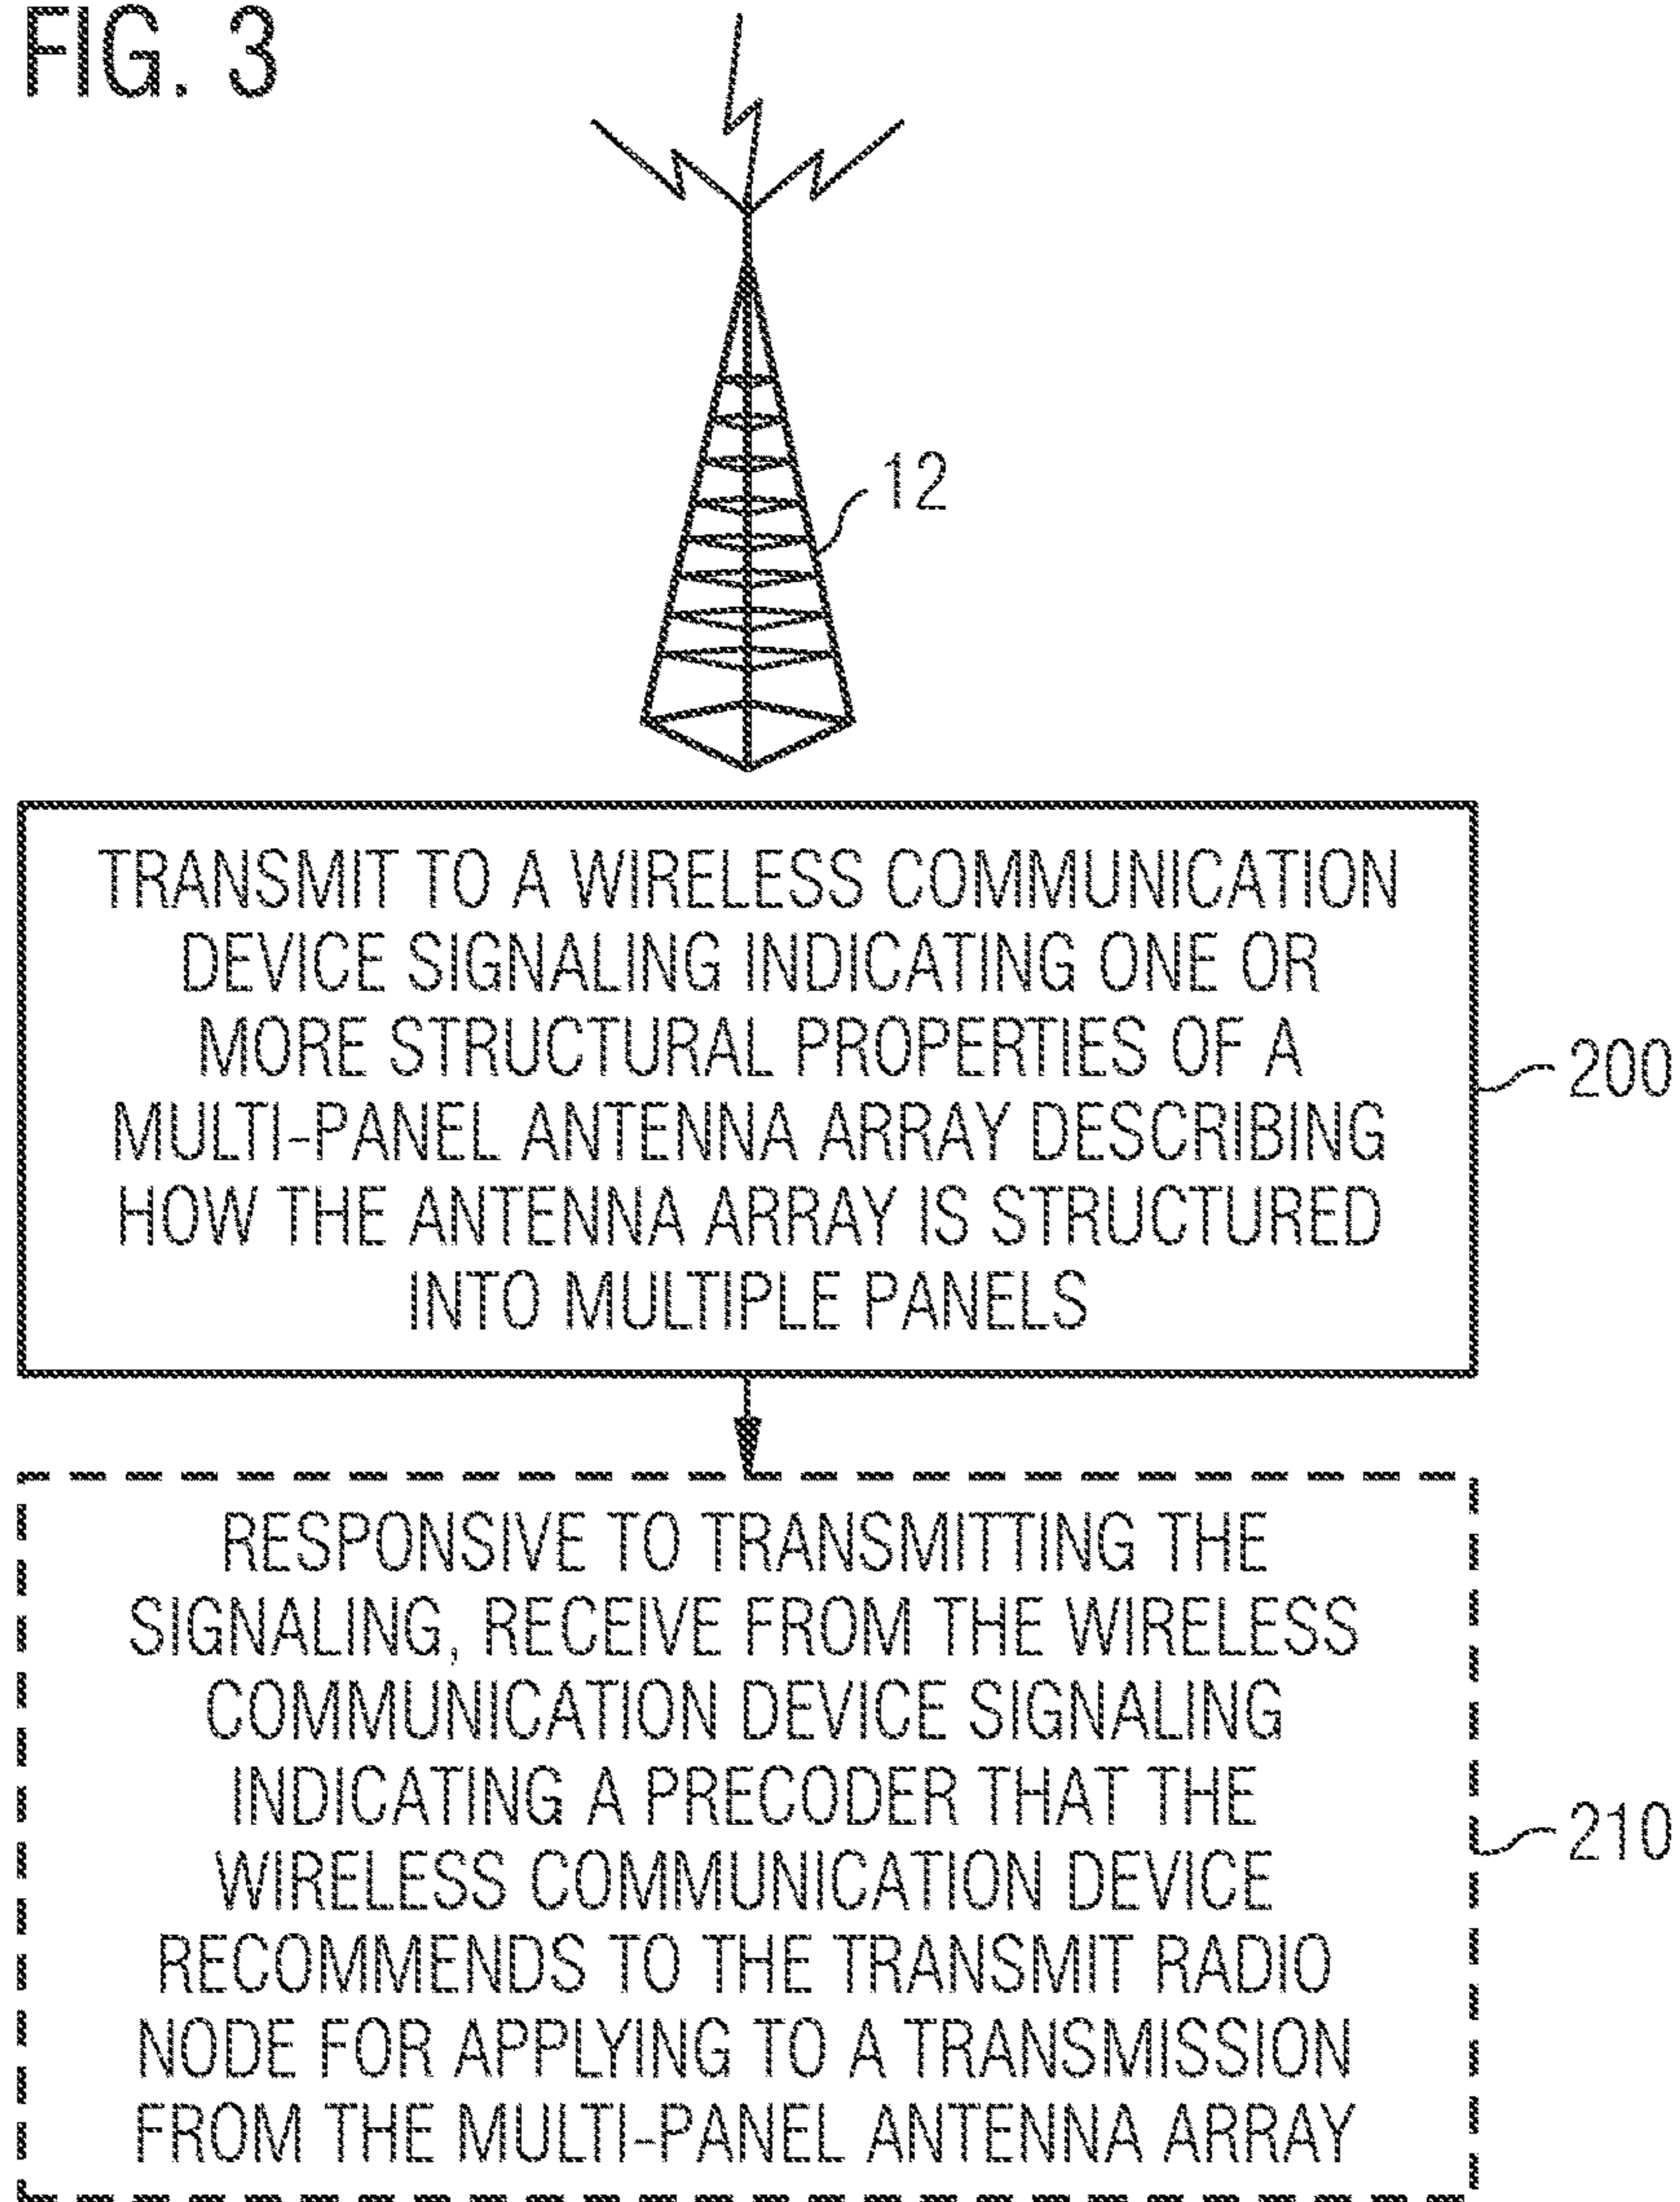 FIG. 3
12
TRANSMIT TO A WIRELESS COMMUNICATION
DEVICE SIGNALING INDICATING ONE OR
MORE STRUCTURAL PROPERTIES OF A
MULTI-PANEL ANTENNA ARRAY DESCRIBING
HOW THE ANTENNA ARRAY IS STRUCTURED
INTO MULTIPLE PANELS
200
RESPONSIVE TO TRANSMITTING THE
SIGNALING, RECEIVE FROM THE WIRELESS
COMMUNICATION DEVICE SIGNALING
INDICATING A PRECODER THAT THE
WIRELESS COMMUNICATION DEVICE
RECOMMENDS TO THE TRANSMIT RADIO
NODE FOR APPLYING TO A TRANSMISSION
FROM THE MULTI-PANEL ANTENNA ARRAY
210